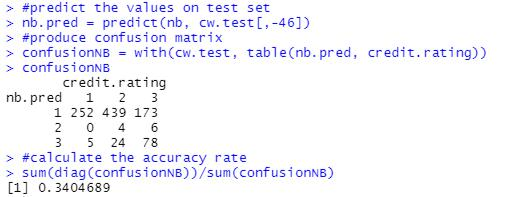 > #predict the values on test set
> nb.pred = predict(nb, cw.test[,-46])
> #produce confusion matrix
> confusionNB = with(cw.test, table(nb.pred, credit.rating))
> confusionNB
credit.rating
nb.pred 1 2 3
1 252 439 173
2 0 4 6
3 5 24 78
> #calculate the accuracy rate
> sum(diag(confusionNB))/sum(confusionNB)
[1] 0.3404689